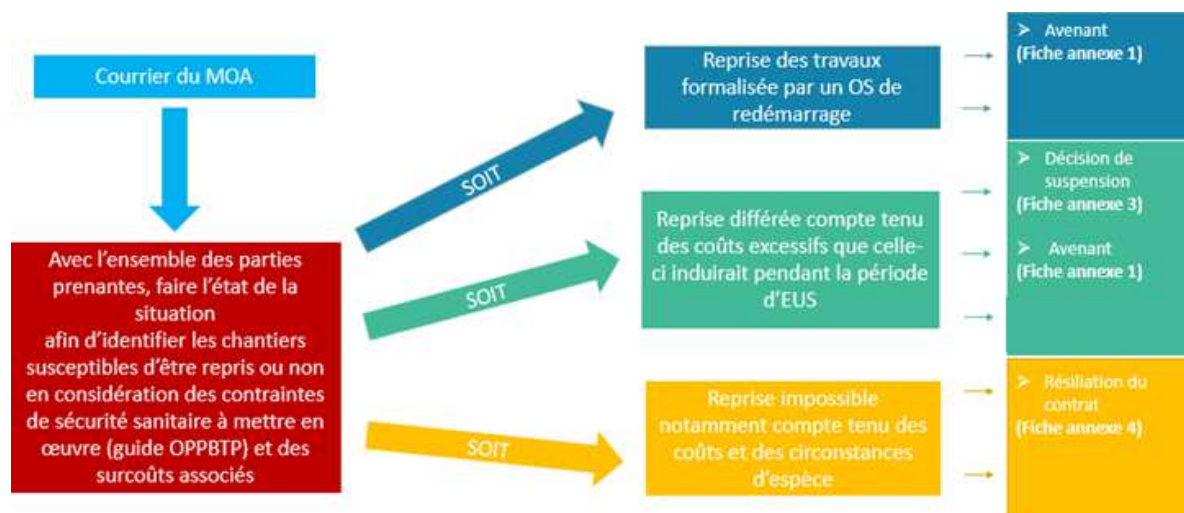 Courrier du MOA
Avec l'ensemble des parties
prenantes, faire l'état de la
situation
afin d'identifier les chantiers
susceptibles d'être repris ou non
en considération des contraintes
de sécurité sanitaire à mettre en
œuvre (guide OPPBTP) et des
surcoûts associés
SOIT
SOIT
SOIT
Reprise des travaux
formalisée par un OS de
redémarrage
➢ Avenant
(Fiche annexe 1)
Reprise différée compte tenu
des coûts excessifs que celle-
ci induirait pendant la période
d'EUS
➢ Décision de
suspension
(Fiche annexe 3)
➢ Avenant
(Fiche annexe 1)
Reprise impossible
notamment compte tenu des
coûts et des circonstances
d'espèce
➢ Résiliation du
contrat
(Fiche annexe 4)